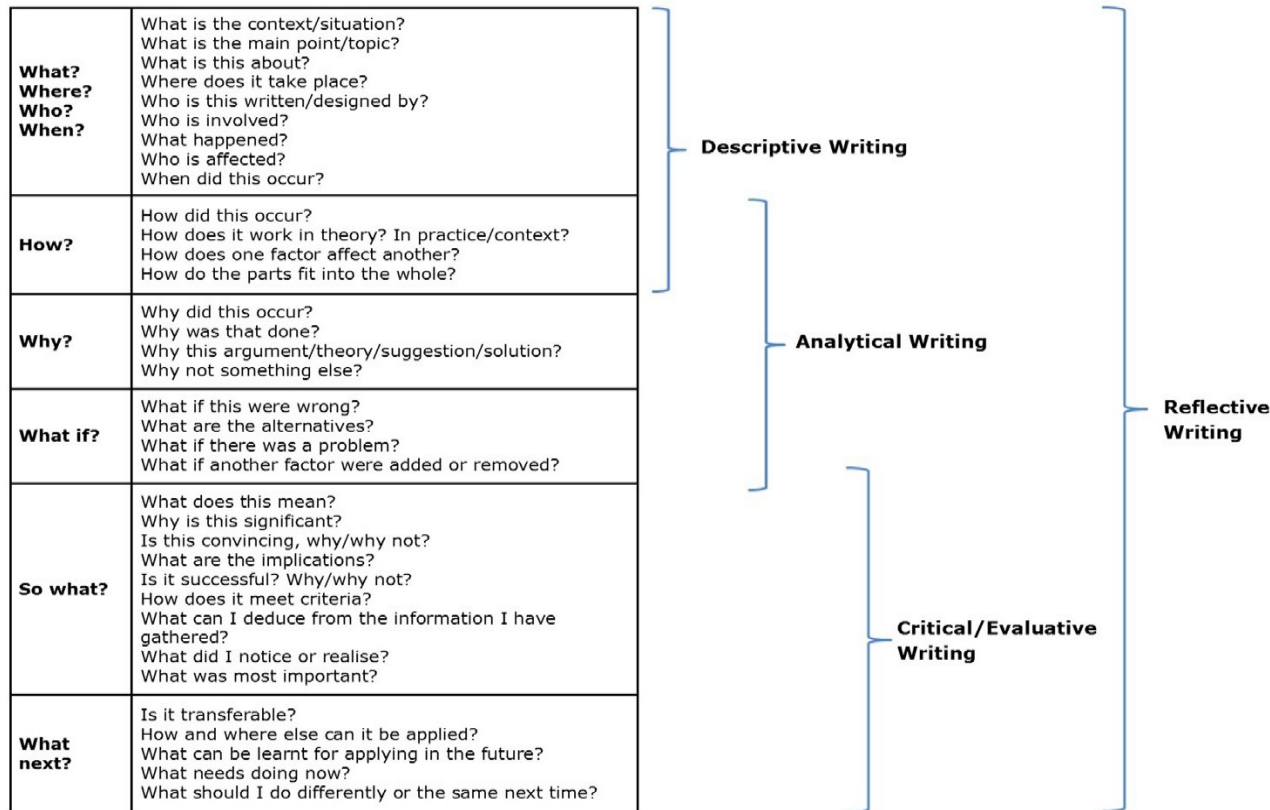 What?
Where?
Who?
When?
What is the context/situation?
What is the main point/topic?
What is this about?
Where does it take place?
Who is this written/designed by?
Who is involved?
What happened?
Who is affected?
When did this occur?
Descriptive Writing
How?
How did this occur?
How does it work in theory? In practice/context?
How does one factor affect another?
How do the parts fit into the whole?
Why?
Why did this occur?
Why was that done?
Why this argument/theory/suggestion/solution?
Why not something else?
Analytical Writing
What if?
What if this were wrong?
What are the alternatives?
What if there was a problem?
What if another factor were added or removed?
Reflective
Writing
So what?
What does this mean?
Why is this significant?
Is this convincing, why/why not?
What are the implications?
Is it successful? Why/why not?
How does it meet criteria?
What can I deduce from the information I have
gathered?
What did I notice or realise?
What was most important?
Critical/Evaluative
Writing
What
next?
Is it transferable?
How and where else can it be applied?
What can be learnt for applying in the future?
What needs doing now?
What should I do differently or the same next time?